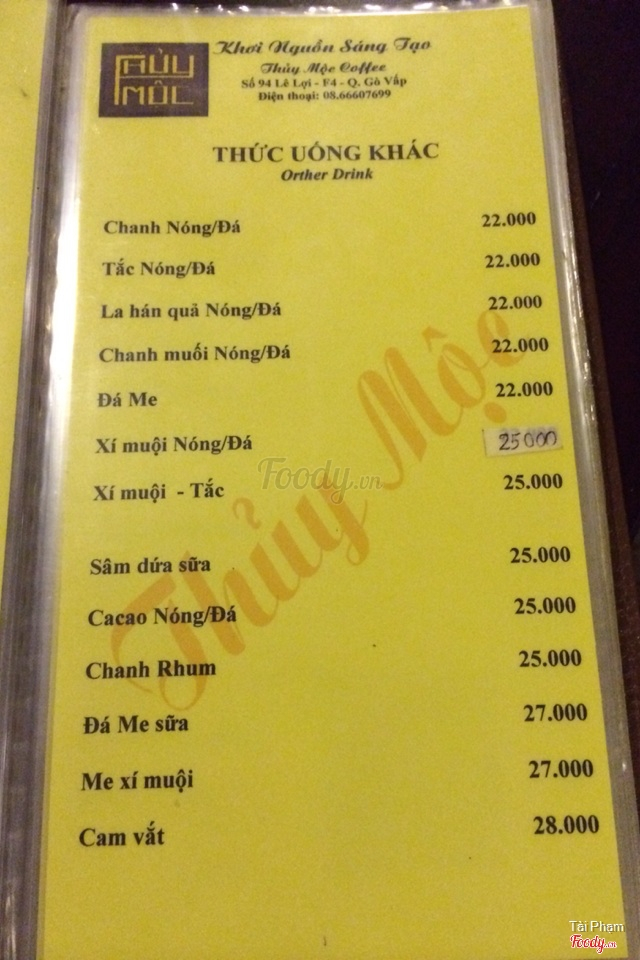 THỦY
MỘC
Khơi Nguồn Sáng Tạo
Thủy Mộc Coffee
Số 94 Lê Lợi - F4 - Q. Gò Vấp
Điện thoại: 08.66607699
THỨC UỐNG KHÁC
Orther Drink
Chanh Nóng/Đá 22.000
Tắc Nóng/Đá 22.000
La hán quả Nóng/Đá 22.000
Chanh muối Nóng/Đá 22.000
Đá Me 22.000
Xí muội Nóng/Đá 25000
Xí muội - Tắc 25.000
Sâm dứa sữa 25.000
Cacao Nóng/Đá 25.000
Chanh Rhum 25.000
Đá Me sữa 27.000
Me xí muội 27.000
Cam vắt 28.000
Thủy Mộc
Foody.vn
Tài Phạm
Foody.vn